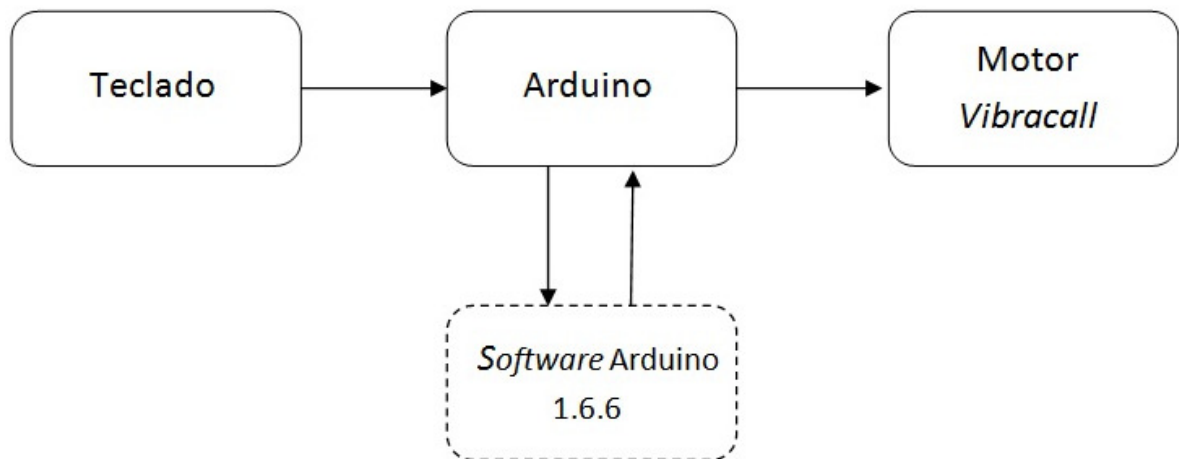 Teclado
Arduino
Motor
Vibracall
Software Arduino
1.6.6